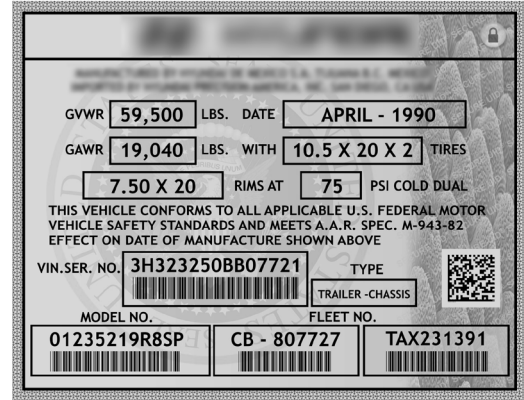 GVWR 59,500 LBS. DATE APRIL - 1990
GAWR 19,040 LBS. WITH 10.5 X 20 X 2 TIRES
7.50 X 20 RIMS AT 75 PSI COLD DUAL
THIS VEHICLE CONFORMS TO ALL APPLICABLE U.S. FEDERAL MOTOR
VEHICLE SAFETY STANDARDS AND MEETS A.A.R. SPEC. M-943-82
EFFECT ON DATE OF MANUFACTURE SHOWN ABOVE
VIN.SER. NO. 3H323250BB07721 TYPE
TRAILER -CHASSIS
MODEL NO. FLEET NO.
01235219R8SP CB - 807727 TAX231391